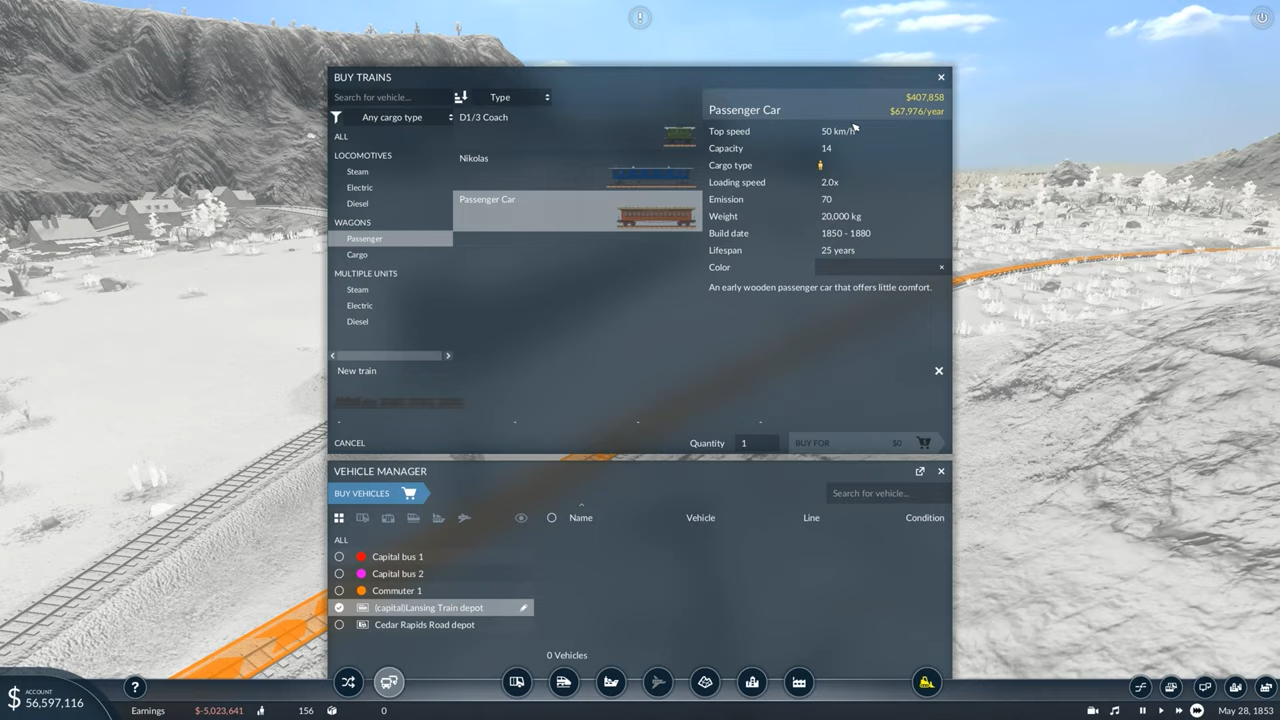 BUY TRAINS
Search for vehicle...
Type
Any cargo type
ALL
LOCOMOTIVES
Steam
Electric
Diesel
WAGONS
Passenger
Cargo
MULTIPLE UNITS
Steam
Electric
Diesel
D1/3 Coach
Nikolas
Passenger Car
Passenger Car
$407,858
$67,976/year
Top speed 50 km/h
Capacity 14
Cargo type
Loading speed 2.0x
Emission 70
Weight 20,000 kg
Build date 1850 - 1880
Lifespan 25 years
Color
An early wooden passenger car that offers little comfort.
New train
- - - -
CANCEL
Quantity 1
BUY FOR $0
VEHICLE MANAGER
BUY VEHICLES
Search for vehicle...
Name Vehicle Line Condition
ALL
Capital bus 1
Capital bus 2
Commuter 1
(capital)Lansing Train depot
Cedar Rapids Road depot
0 Vehicles
$ ACCOUNT
56,597,116
?
Earnings $-5,023,641 156 0
May 28, 1853